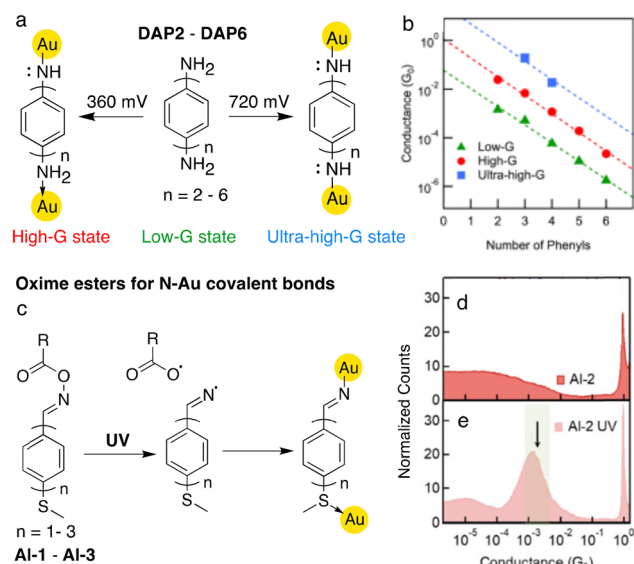 a
DAP2 - DAP6
Au
:NH
n
NH2
Au
360 mV
NH2
n
NH2
n = 2 - 6
720 mV
Au
:NH
n
:NH
Au
High-G state
Low-G state
Ultra-high-G state
b
Conductance (G0)
10^0
10^-2
10^-4
10^-6
Low-G
High-G
Ultra-high-G
0 1 2 3 4 5 6
Number of Phenyls
Oxime esters for N-Au covalent bonds
c
R
O
O
N
n
S
n = 1- 3
AI-1 - AI-3
R
O
O•
UV
N•
n
S
Au
N
n
S
Au
Normalized Counts
d
30
20
10
0
AI-2
e
30
20
10
0
AI-2 UV
10^-5 10^-4 10^-3 10^-2 10^-1 10^0